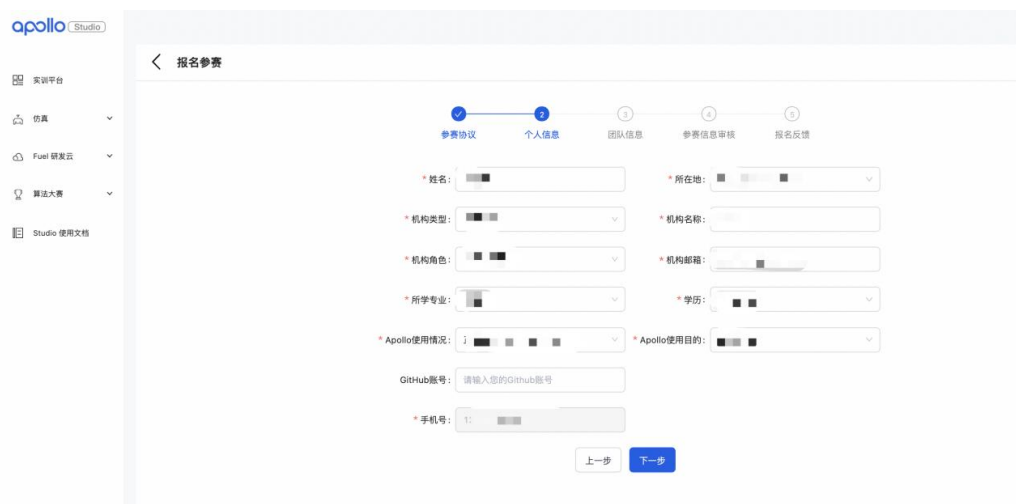 apollo Studio
报名参赛
实训平台
仿真
Fuel 研发云
算法大赛
Studio 使用文档
2 3 4 5
参赛协议 个人信息 团队信息 参赛信息审核 报名反馈
* 姓名: * 所在地:
* 机构类型: * 机构名称:
* 机构角色: * 机构邮箱:
* 所学专业: * 学历:
* Apollo使用情况: * Apollo使用目的:
GitHub账号: 请输入您的Github账号
* 手机号:
上一步 下一步